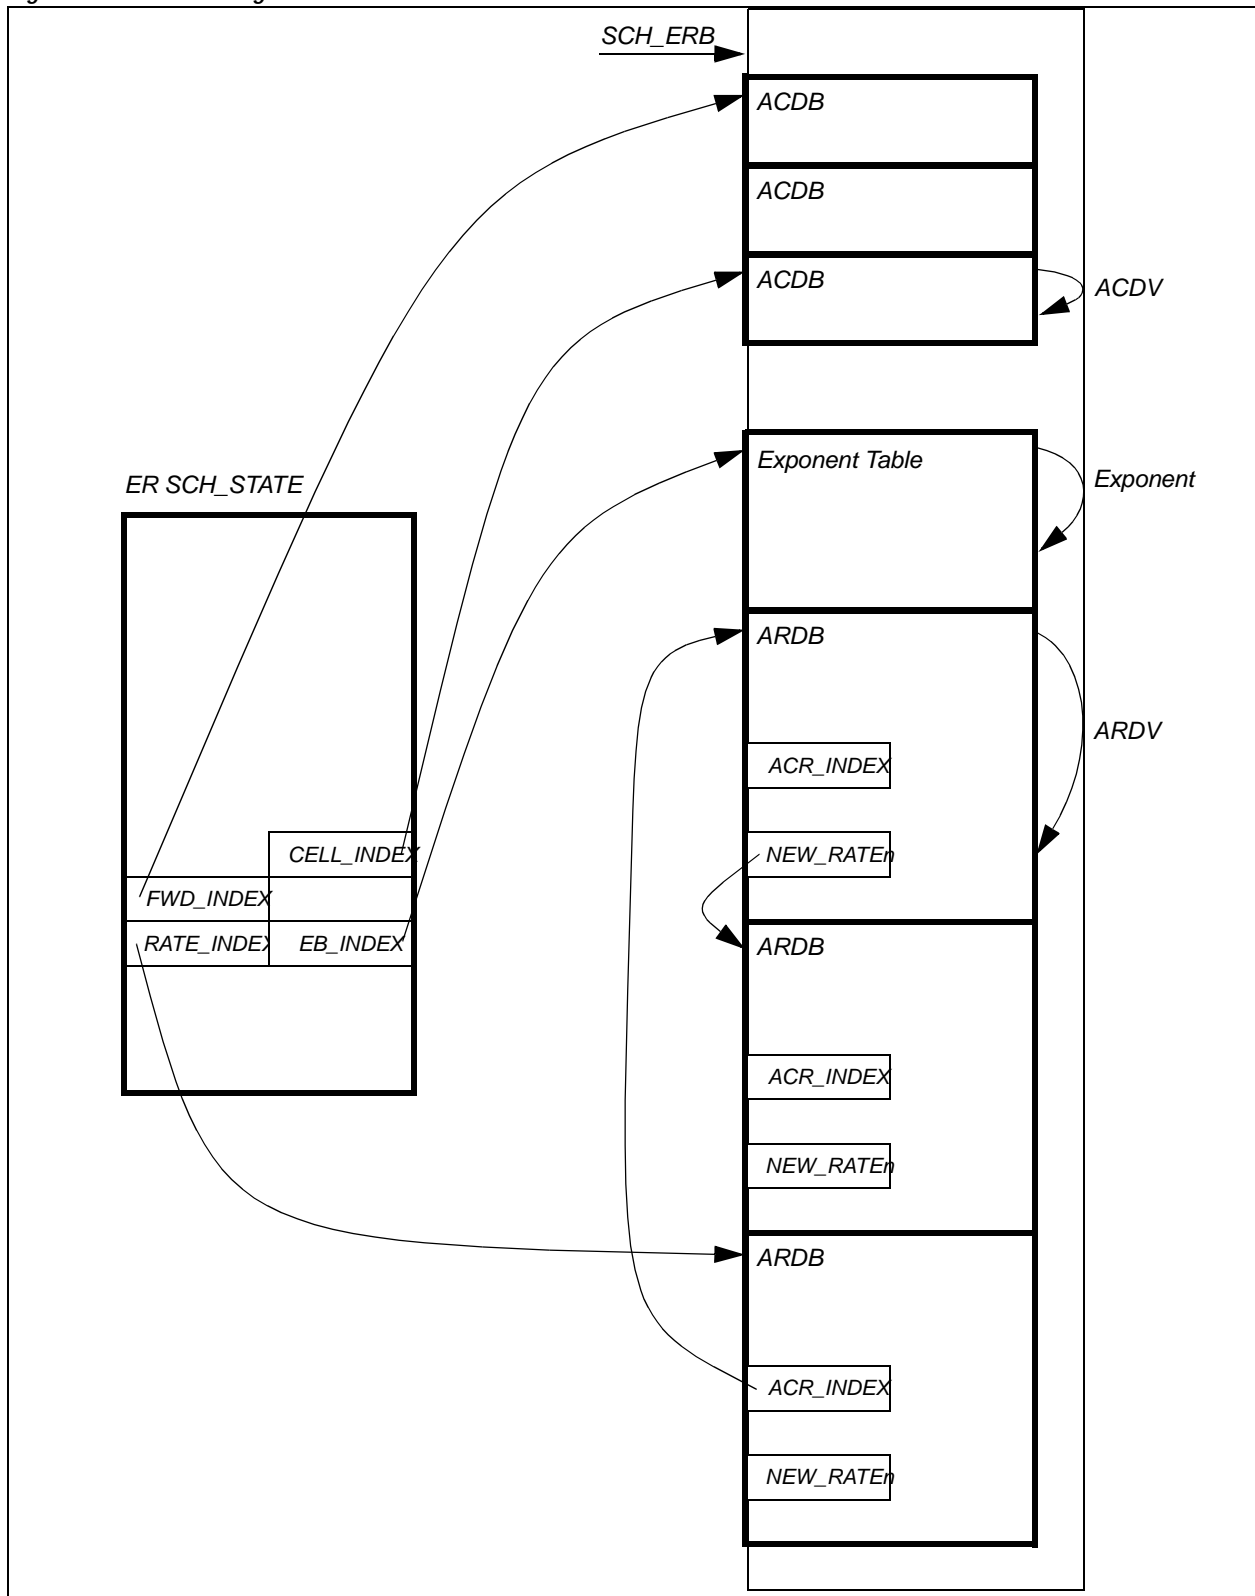 SCH_ERB
ACDB
ACDB
ACDB
ACDV
Exponent Table
Exponent
ER SCH_STATE
ARDB
ARDV
ACR_INDEX
NEW_RATEn
CELL_INDEX
FWD_INDEX
RATE_INDEX
EB_INDEX
ARDB
ACR_INDEX
NEW_RATEn
ARDB
ACR_INDEX
NEW_RATEn